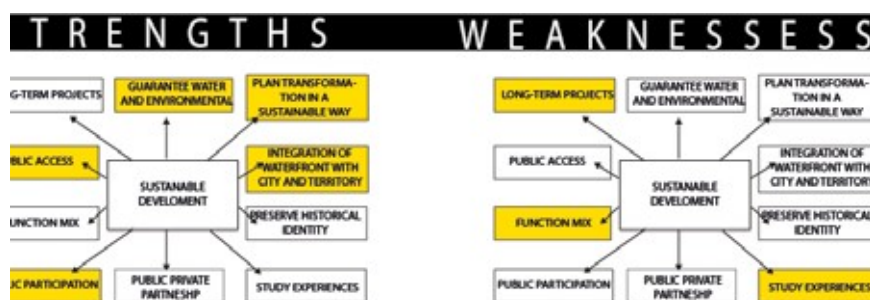 TRENGTHS
WEAKNESSESS
G-TERM PROJECTS
GUARANTEE WATER
AND ENVIRONMENTAL
PLAN TRANSFORMA-
TION IN A
SUSTAINABLE WAY
BLIC ACCESS
INTEGRATION OF
WATERFRONT WITH
CITY AND TERRITORY
SUSTANABLE
DEVELOMENT
UNCTION MIX
PRESERVE HISTORICAL
IDENTITY
IC PARTICIPATION
PUBLIC PRIVATE
PARTNESHP
STUDY EXPERIENCES
LONG-TERM PROJECTS
GUARANTEE WATER
AND ENVIRONMENTAL
PLAN TRANSFORMA-
TION IN A
SUSTAINABLE WAY
PUBLIC ACCESS
INTEGRATION OF
WATERFRONT WITH
CITY AND TERRITORY
SUSTANABLE
DEVELOMENT
FUNCTION MIX
PRESERVE HISTORICAL
IDENTITY
PUBLIC PARTICIPATION
PUBLIC PRIVATE
PARTNESHP
STUDY EXPERIENCES